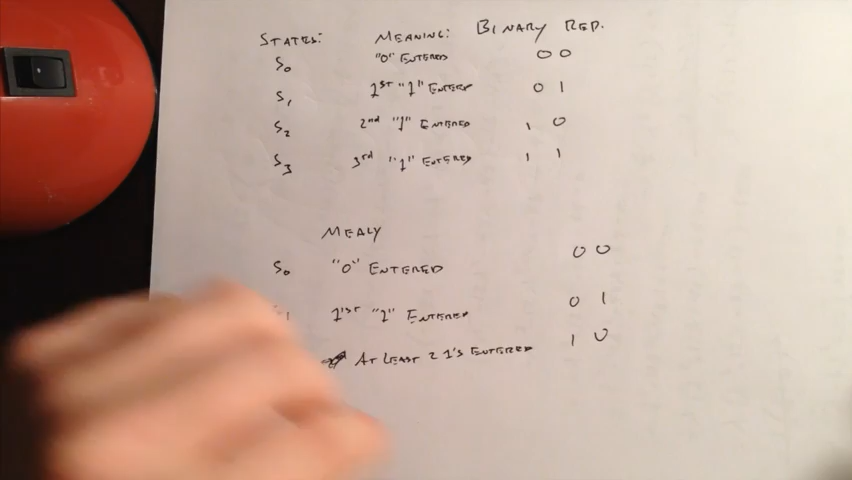 STATES: MEANING: BINARY REP.
S0 "0" ENTERED 0 0
S1 1ST "1" ENTERED 0 1
S2 2nd "1" ENTERED 1 0
S3 3rd "1" ENTERED 1 1
MEALY
S0 "0" ENTERED 0 0
1st "1" ENTERED 0 1
AT LEAST 2 1's ENTERED 1 0